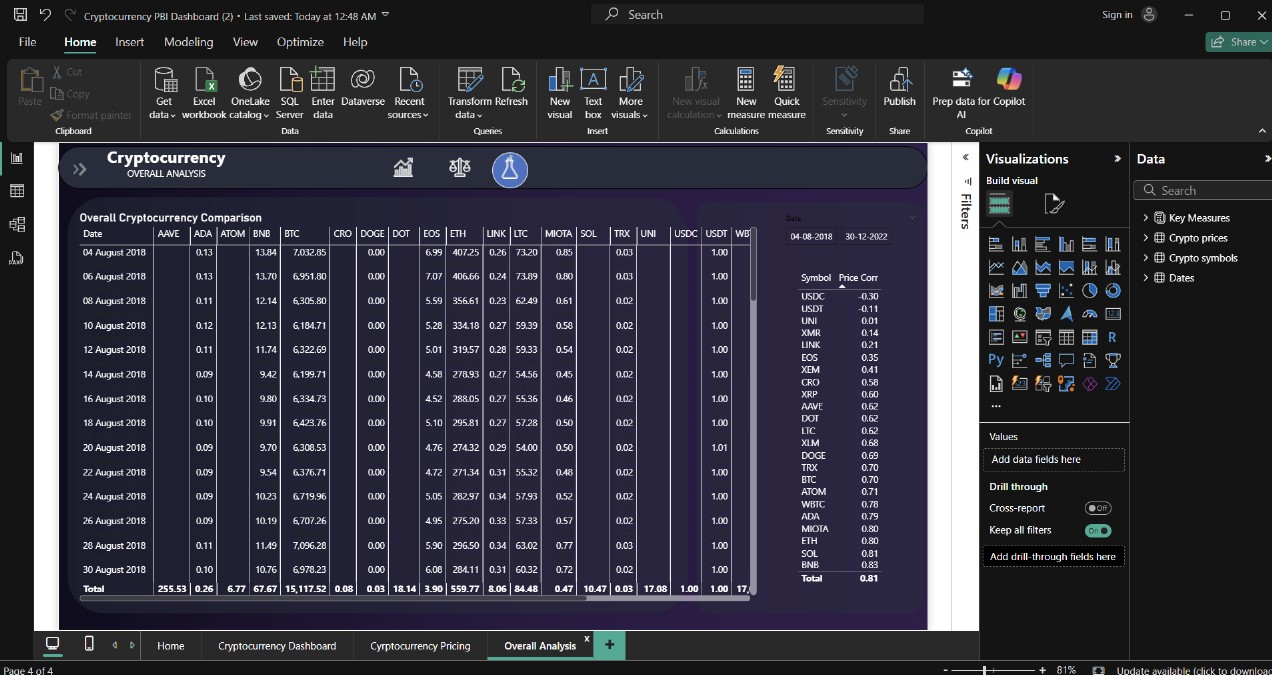 Cryptocurrency PBI Dashboard (2) • Last saved: Today at 12:48 AM
Search
Sign in
File Home Insert Modeling View Optimize Help
Share
Paste
Cut
Copy
Format painter
Clipboard
Get data
Excel workbook
OneLake catalog
SQL Server
Enter data
Dataverse
Recent sources
Data
Transform data
Refresh
Queries
New visual
Text box
More visuals
Insert
New visual calculation
New measure
Quick measure
Calculations
Sensitivity
Sensitivity
Publish
Share
Prep data for AI
Copilot
Copilot
Cryptocurrency
OVERALL ANALYSIS
Overall Cryptocurrency Comparison
Date AAVE ADA ATOM BNB BTC CRO DOGE DOT EOS ETH LINK LTC MIOTA SOL TRX UNI USDC USDT WBT
04 August 2018 0.13 13.84 7,032.85 0.00 6.99 407.25 0.26 73.20 0.85 0.03 1.00
06 August 2018 0.13 13.70 6,951.80 0.00 7.07 406.66 0.24 73.89 0.80 0.03 1.00
08 August 2018 0.11 12.14 6,305.80 0.00 5.59 356.61 0.23 62.49 0.61 0.02 1.00
10 August 2018 0.12 12.13 6,184.71 0.00 5.28 334.18 0.27 59.39 0.58 0.02 1.00
12 August 2018 0.11 11.74 6,322.69 0.00 5.01 319.57 0.28 59.33 0.54 0.02 1.00
14 August 2018 0.09 9.42 6,199.71 0.00 4.58 278.93 0.27 54.56 0.45 0.02 1.00
16 August 2018 0.10 9.80 6,334.73 0.00 4.52 288.05 0.27 55.36 0.46 0.02 1.00
18 August 2018 0.10 9.91 6,423.76 0.00 5.10 295.81 0.27 57.28 0.50 0.02 1.00
20 August 2018 0.09 9.70 6,308.53 0.00 4.76 274.32 0.29 54.00 0.50 0.02 1.01
22 August 2018 0.09 9.54 6,376.71 0.00 4.72 271.34 0.31 55.32 0.48 0.02 1.00
24 August 2018 0.09 10.23 6,719.96 0.00 5.05 282.97 0.34 57.93 0.52 0.02 1.00
26 August 2018 0.09 10.19 6,707.26 0.00 4.95 275.20 0.33 57.33 0.57 0.02 1.00
28 August 2018 0.11 11.49 7,096.28 0.00 5.90 296.50 0.34 63.02 0.77 0.03 1.00
30 August 2018 0.10 10.76 6,978.23 0.00 6.08 284.11 0.31 60.32 0.72 0.02 1.00
Total 255.53 0.26 6.77 67.67 15,117.52 0.08 0.03 18.14 3.90 559.77 8.06 84.48 0.47 10.47 0.03 17.08 1.00 1.00 17,
Date
04-08-2018 30-12-2022
Symbol Price Corr
USDC -0.30
USDT -0.11
UNI 0.01
XMR 0.14
LINK 0.21
EOS 0.35
XEM 0.41
CRO 0.58
XRP 0.60
AAVE 0.62
DOT 0.62
LTC 0.62
XLM 0.68
DOGE 0.69
TRX 0.70
BTC 0.70
ATOM 0.71
WBTC 0.78
ADA 0.79
MIOTA 0.80
ETH 0.80
SOL 0.81
BNB 0.83
Total 0.81
Filters
Visualizations
Build visual
123
R
Py
Values
Add data fields here
Drill through
Cross-report
Off
Keep all filters
On
Add drill-through fields here
Data
Search
Key Measures
Crypto prices
Crypto symbols
Dates
Home
Cryptocurrency Dashboard
Cyrptocurrency Pricing
Overall Analysis
Page 4 of 4
81%
Update available (click to download